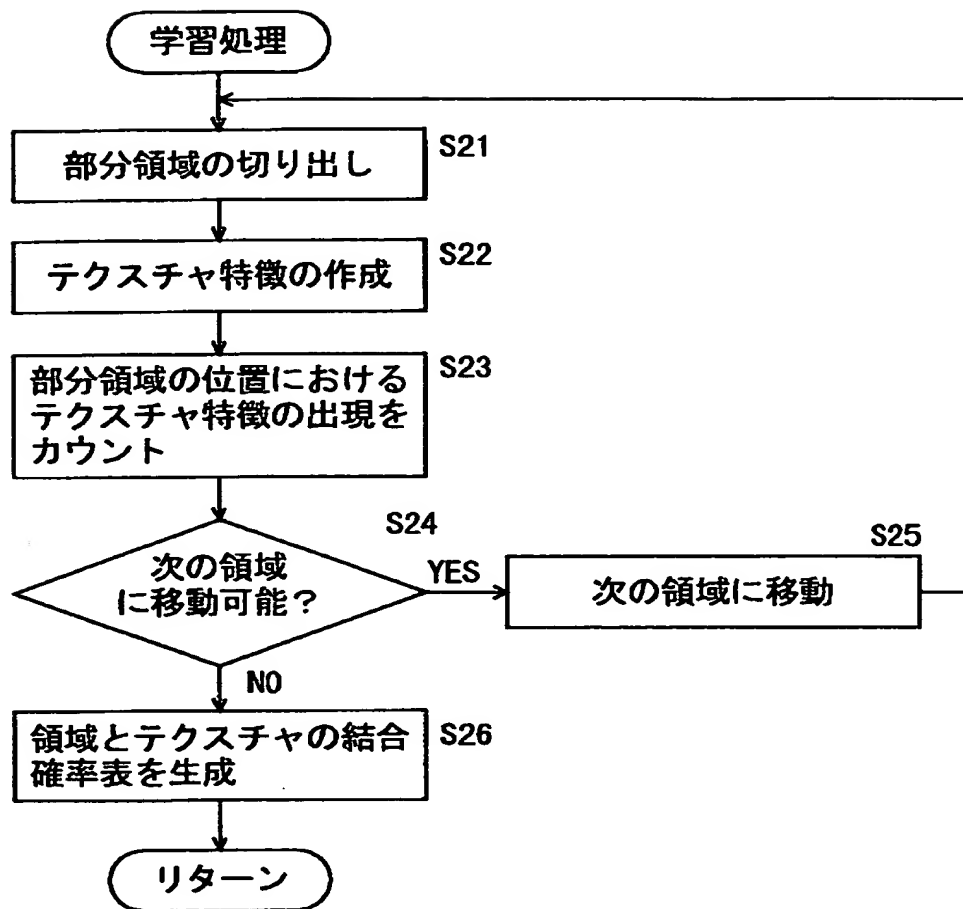 学習処理
部分領域の切り出し
S21
テクスチャ特徴の作成
S22
部分領域の位置における
テクスチャ特徴の出現を
カウント
S23
次の領域
に移動可能？
S24
YES
次の領域に移動
S25
NO
領域とテクスチャの結合
確率表を生成
S26
リターン